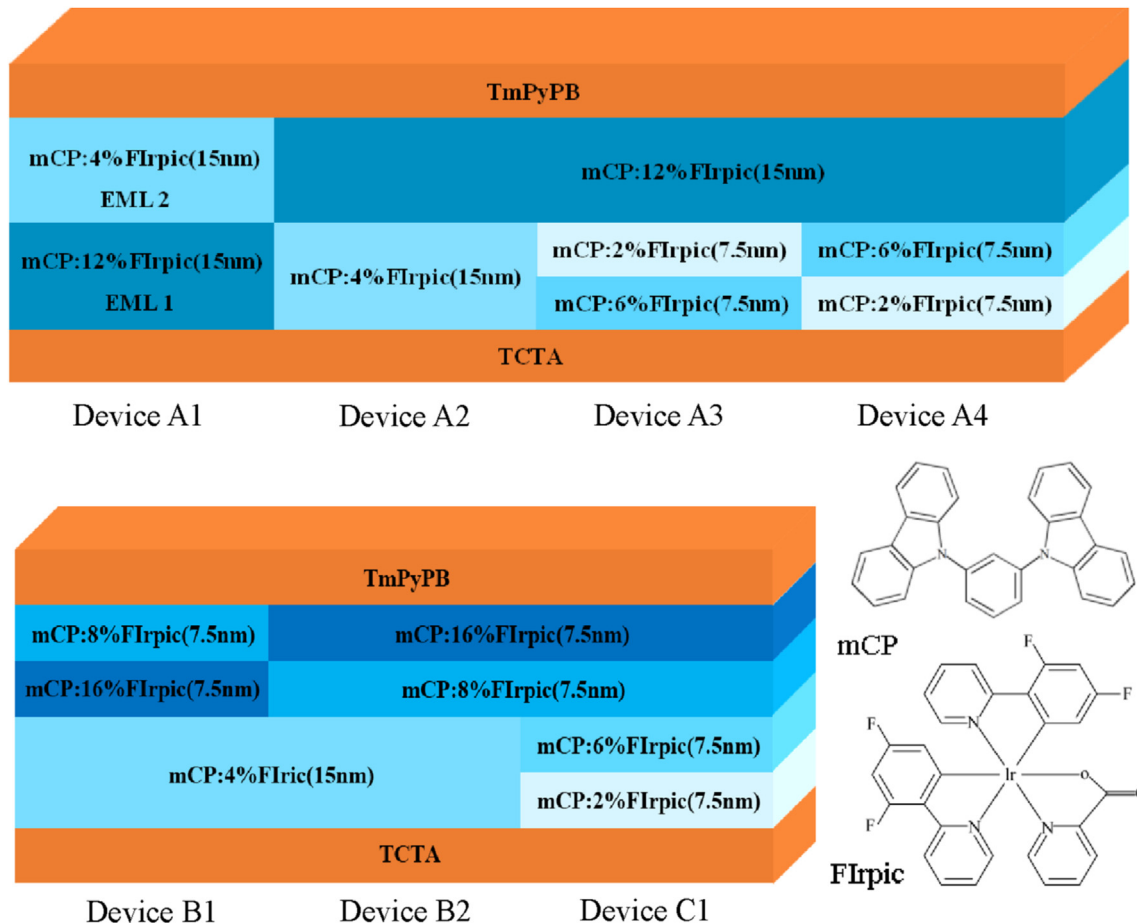 TmPyPB
mCP:4%FIrpic(15nm)
EML 2
mCP:12%FIrpic(15nm)
mCP:12%FIrpic(15nm)
EML 1
mCP:4%FIrpic(15nm)
mCP:2%FIrpic(7.5nm)
mCP:6%FIrpic(7.5nm)
mCP:6%FIrpic(7.5nm)
mCP:2%FIrpic(7.5nm)
TCTA
Device A1
Device A2
Device A3
Device A4
TmPyPB
mCP:8%FIrpic(7.5nm)
mCP:16%FIrpic(7.5nm)
mCP:16%FIrpic(7.5nm)
mCP:8%FIrpic(7.5nm)
mCP:4%FIric(15nm)
mCP:6%FIrpic(7.5nm)
mCP:2%FIrpic(7.5nm)
TCTA
Device B1
Device B2
Device C1
N
N
mCP
F
F
N
F
Ir
O
F
N
N
FIrpic